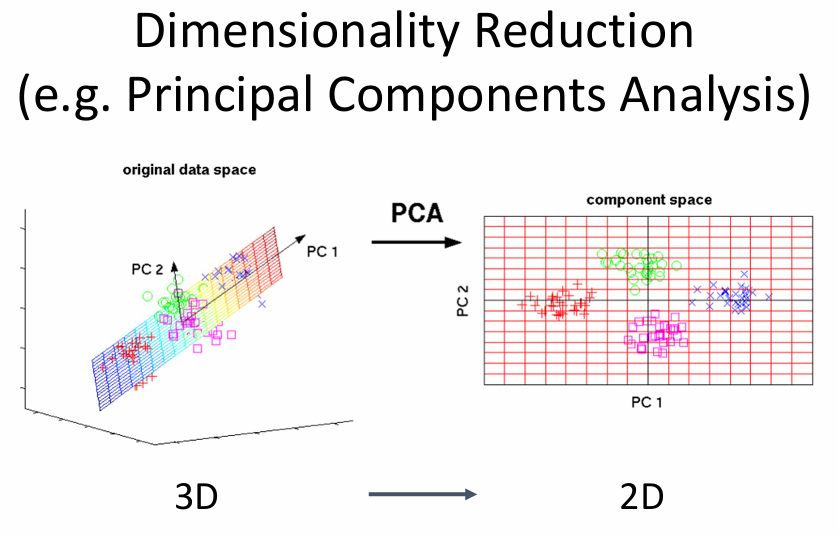 Dimensionality Reduction
(e.g. Principal Components Analysis)
original data space
PC 1
PC 2
PCA
component space
PC 2
PC 1
3D
2D